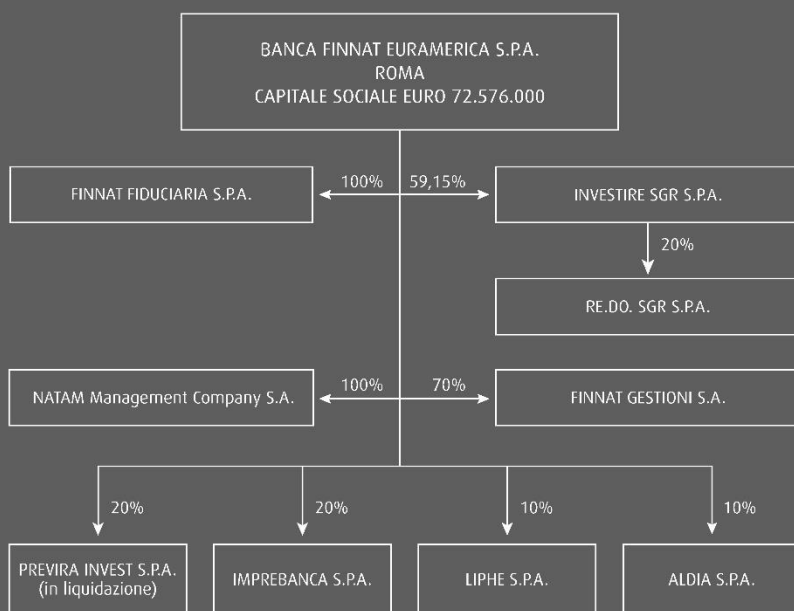 BANCA FINNAT EURAMERICA S.P.A.
ROMA
CAPITALE SOCIALE EURO 72.576.000
FINNAT FIDUCIARIA S.P.A.
100%
59,15%
INVESTIRE SGR S.P.A.
20%
RE.DO. SGR S.P.A.
NATAM Management Company S.A.
100%
70%
FINNAT GESTIONI S.A.
20%
20%
10%
10%
PREVIRA INVEST S.P.A.
(in liquidazione)
IMPREBANCA S.P.A.
LIPHE S.P.A.
ALDIA S.P.A.